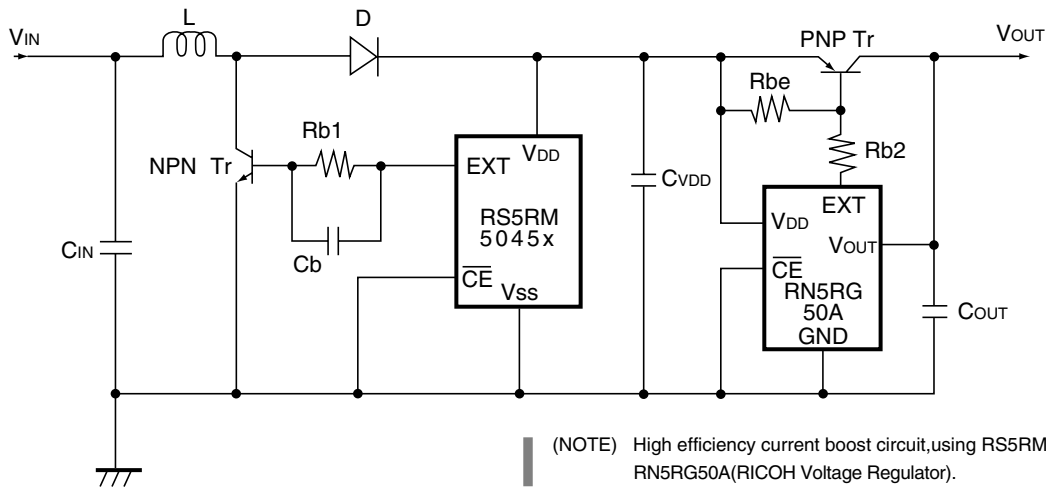 L
D
VIN
PNP Tr
VOUT
Rbe
Rb1
Rb2
NPN Tr
VDD
EXT
CVDD
EXT
RS5RM
5045x
VDD
VOUT
CIN
Cb
CE
CE
RN5RG
50A
VSS
COUT
GND
(NOTE) High efficiency current boost circuit,using RS5RM
RN5RG50A(RICOH Voltage Regulator).